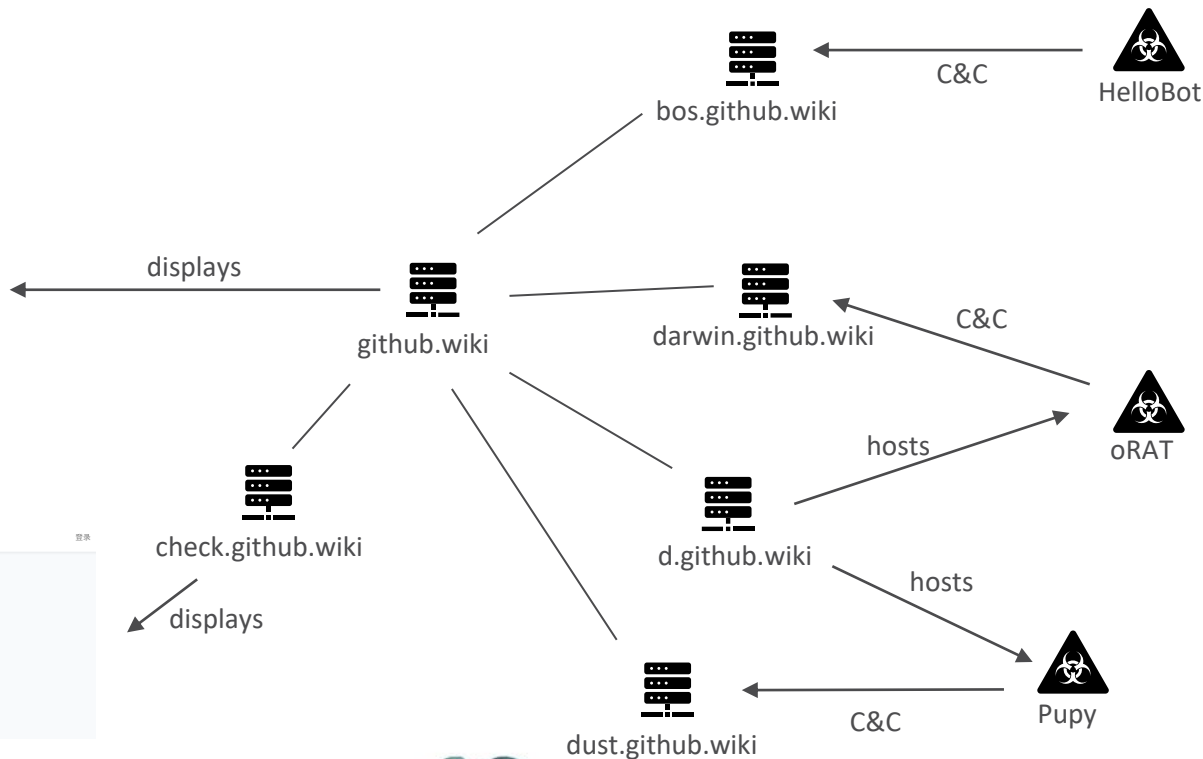 C&C
HelloBot
bos.github.wiki
displays
github.wiki
darwin.github.wiki
C&C
oRAT
hosts
check.github.wiki
登录
d.github.wiki
hosts
displays
Pupy
C&C
dust.github.wiki